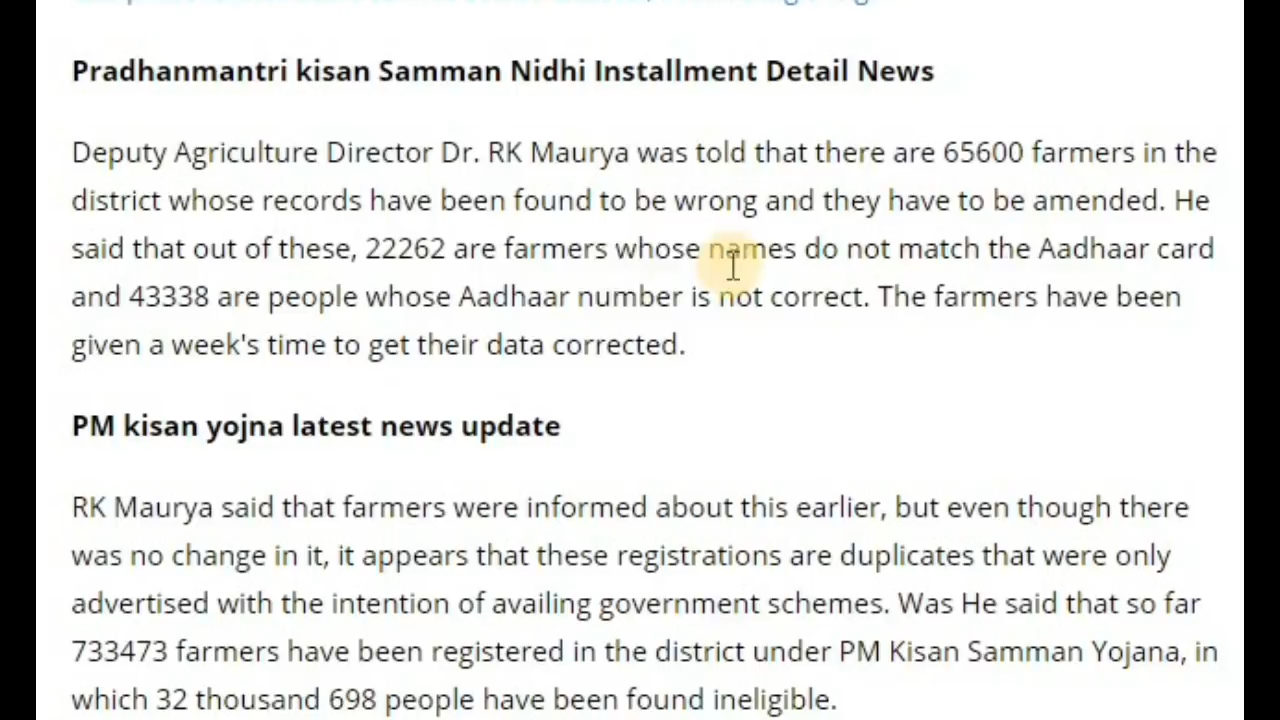 Pradhanmantri kisan Samman Nidhi Installment Detail News
Deputy Agriculture Director Dr. RK Maurya was told that there are 65600 farmers in the
district whose records have been found to be wrong and they have to be amended. He
said that out of these, 22262 are farmers whose names do not match the Aadhaar card
and 43338 are people whose Aadhaar number is not correct. The farmers have been
given a week's time to get their data corrected.
PM kisan yojna latest news update
RK Maurya said that farmers were informed about this earlier, but even though there
was no change in it, it appears that these registrations are duplicates that were only
advertised with the intention of availing government schemes. Was He said that so far
733473 farmers have been registered in the district under PM Kisan Samman Yojana, in
which 32 thousand 698 people have been found ineligible.